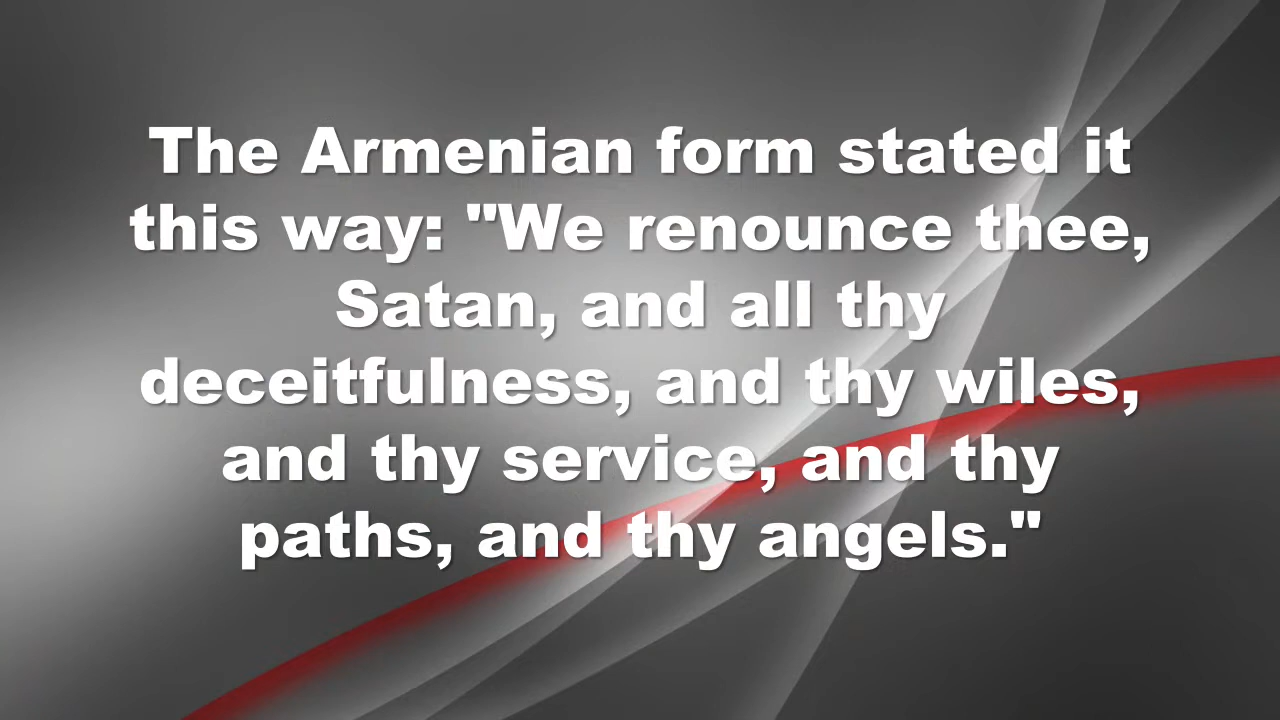 The Armenian form stated it
this way: "We renounce thee,
Satan, and all thy
deceitfulness, and thy wiles,
and thy service, and thy
paths, and thy angels."